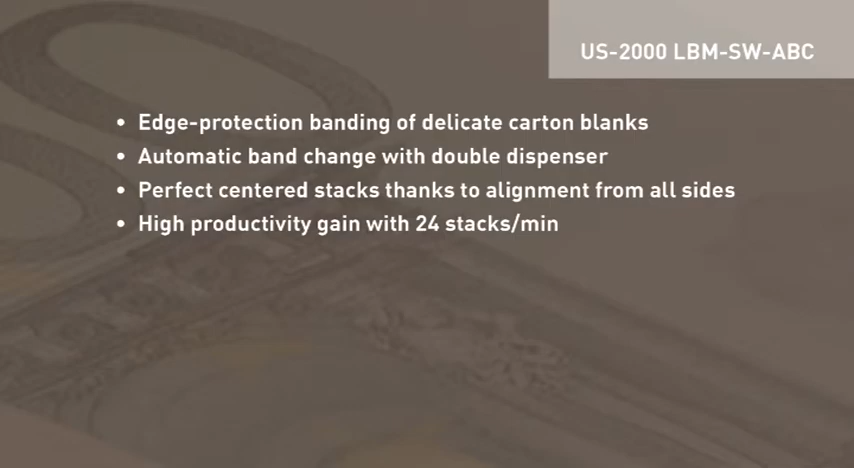 US-2000 LBM-SW-ABC
• Edge-protection banding of delicate carton blanks
• Automatic band change with double dispenser
• Perfect centered stacks thanks to alignment from all sides
• High productivity gain with 24 stacks/min